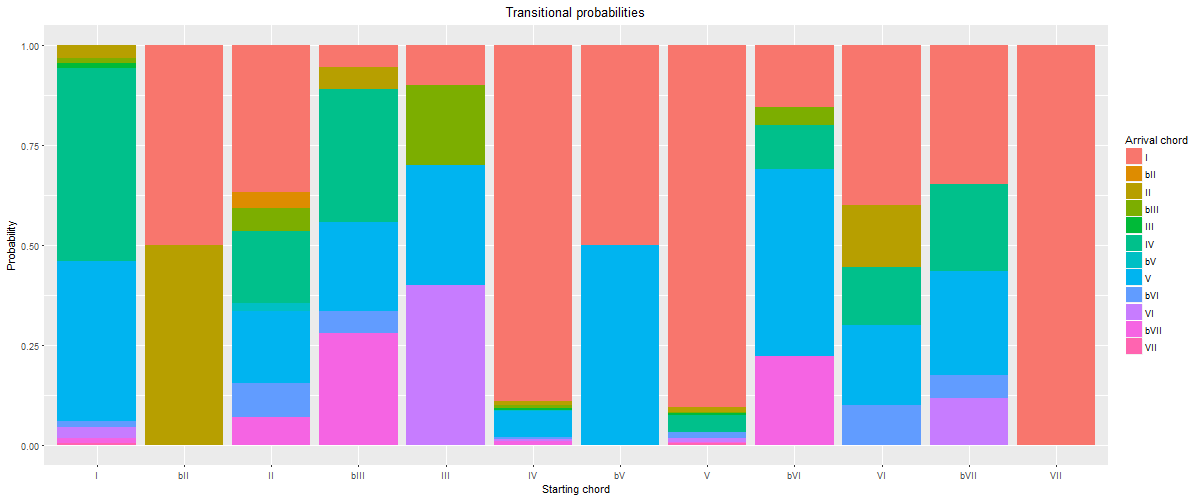 Transitional probabilities
1.00
0.75
0.50
0.25
0.00
Probability
I bII II bIII III IV bV V bVI VI bVII VII
Starting chord
Arrival chord
I
bII
II
bIII
III
IV
bV
V
bVI
VI
bVII
VII